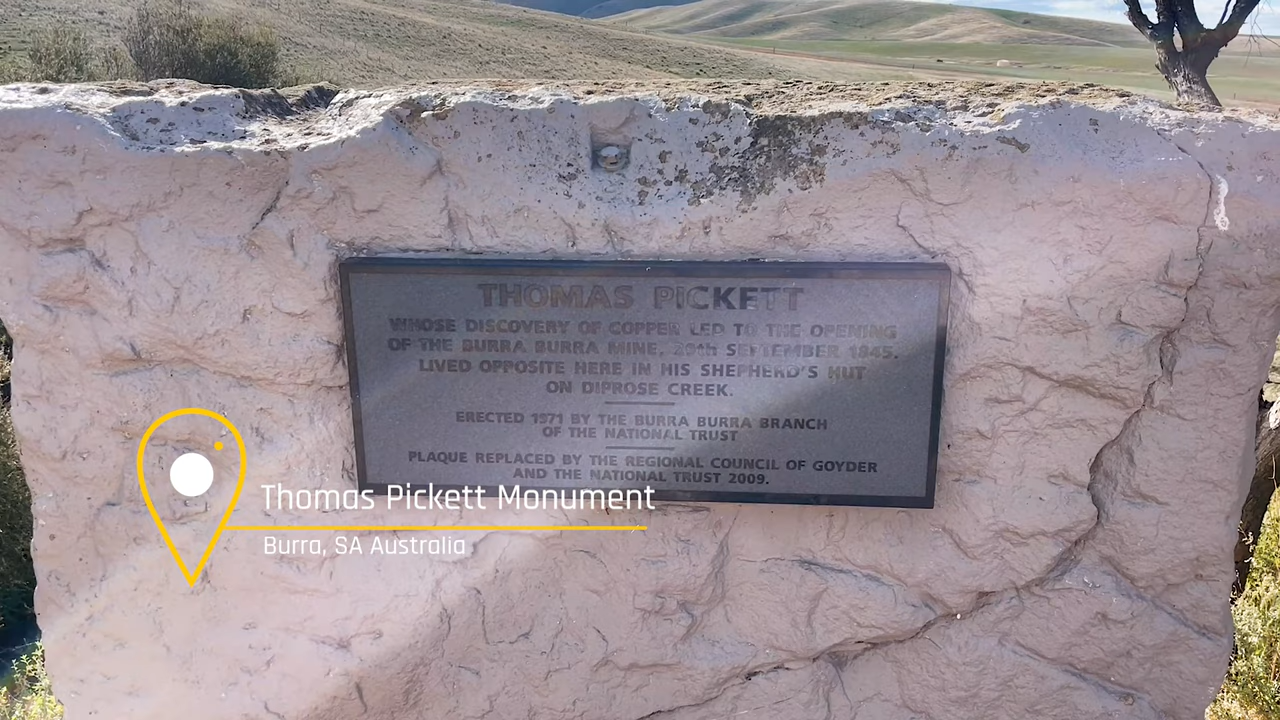 THOMAS PICKETT
WHOSE DISCOVERY OF COPPER LED TO THE OPENING
OF THE BURRA BURRA MINE, 29th SEPTEMBER 1845.
LIVED OPPOSITE HERE IN HIS SHEPHERD'S HUT
ON DIPROSE CREEK.
ERECTED 1971 BY THE BURRA BURRA BRANCH
OF THE NATIONAL TRUST
PLAQUE REPLACED BY THE REGIONAL COUNCIL OF GOYDER
AND THE NATIONAL TRUST 2009.
Thomas Pickett Monument
Burra, SA Australia